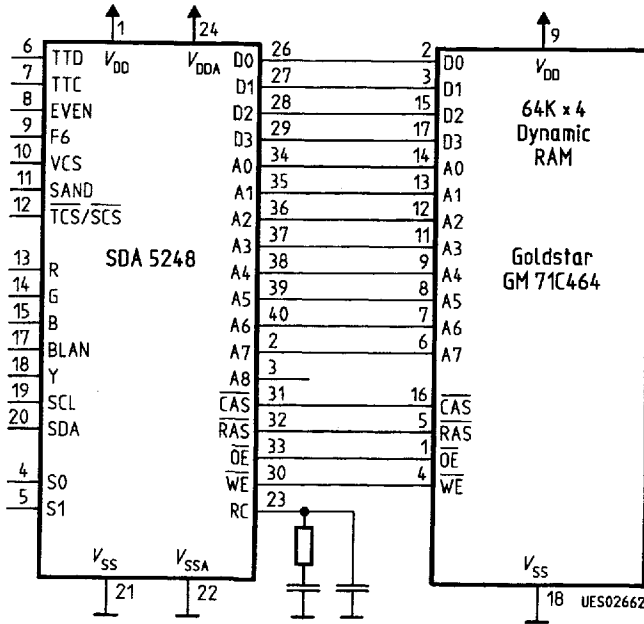 1 24 9
6 TTD V_DD V_DDA D0 26 2 D0 V_DD
7 TTC D1 27 3 D1
8 EVEN D2 28 15 D2 64K x 4
9 F6 D3 29 17 D3 Dynamic
10 VCS A0 34 14 A0 RAM
11 SAND A1 35 13 A1
12 TCS/SCS A2 36 12 A2
A3 37 11 A3
13 R SDA 5248 A4 38 9 A4 Goldstar
14 G A5 39 8 A5 GM 71C464
15 B A6 40 7 A6
17 BLAN A7 2 6 A7
18 Y A8 3
19 SCL CAS 31 16 CAS
20 SDA RAS 32 5 RAS
OE 33 1 OE
4 S0 WE 30 4 WE
5 S1 RC 23
V_SS V_SSA V_SS
21 22 18 UES02662